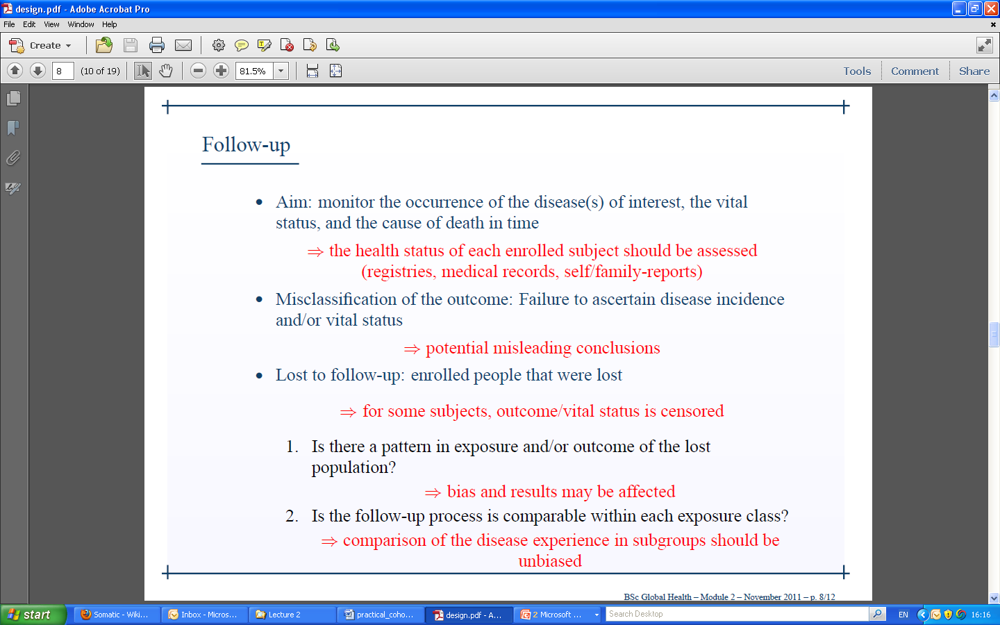 design.pdf - Adobe Acrobat Pro
File Edit View Window Help
Create
8 (10 of 19) 81.5% Tools Comment Share
Follow-up
• Aim: monitor the occurrence of the disease(s) of interest, the vital
status, and the cause of death in time
⇒ the health status of each enrolled subject should be assessed
(registries, medical records, self/family-reports)
• Misclassification of the outcome: Failure to ascertain disease incidence
and/or vital status
⇒ potential misleading conclusions
• Lost to follow-up: enrolled people that were lost
⇒ for some subjects, outcome/vital status is censored
1. Is there a pattern in exposure and/or outcome of the lost
population?
⇒ bias and results may be affected
2. Is the follow-up process is comparable within each exposure class?
⇒ comparison of the disease experience in subgroups should be
unbiased
BSc Global Health – Module 2 – November 2011 – p. 8/12
start Somatic - Wiki... Inbox - Micros... Lecture 2 practical_coho... design.pdf - A... 2 Microsoft ... Search Desktop EN 16:16